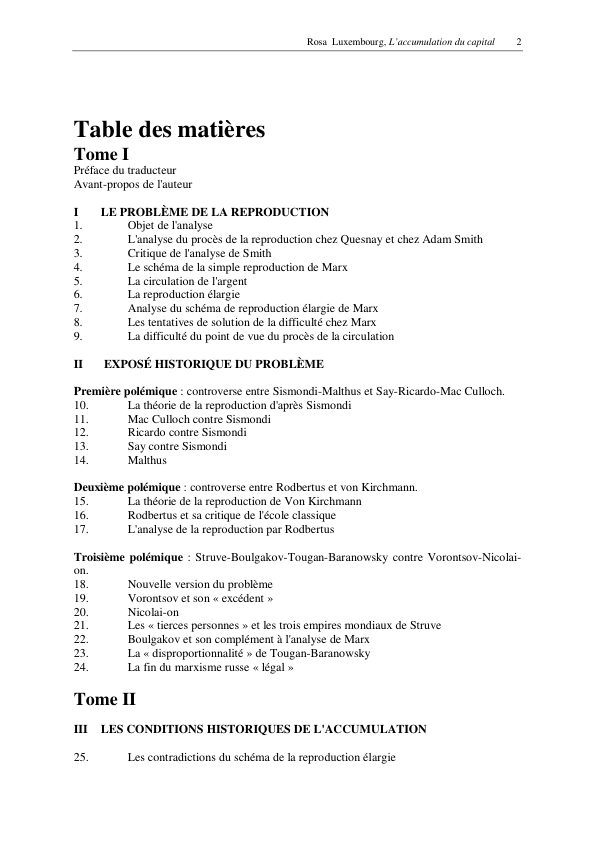 Rosa Luxembourg, L'accumulation du capital 2
Table des matières
Tome I
Préface du traducteur
Avant-propos de l'auteur
I LE PROBLÈME DE LA REPRODUCTION
1. Objet de l'analyse
2. L'analyse du procès de la reproduction chez Quesnay et chez Adam Smith
3. Critique de l'analyse de Smith
4. Le schéma de la simple reproduction de Marx
5. La circulation de l'argent
6. La reproduction élargie
7. Analyse du schéma de reproduction élargie de Marx
8. Les tentatives de solution de la difficulté chez Marx
9. La difficulté du point de vue du procès de la circulation
II EXPOSÉ HISTORIQUE DU PROBLÈME
Première polémique : controverse entre Sismondi-Malthus et Say-Ricardo-Mac Culloch.
10. La théorie de la reproduction d'après Sismondi
11. Mac Culloch contre Sismondi
12. Ricardo contre Sismondi
13. Say contre Sismondi
14. Malthus
Deuxième polémique : controverse entre Rodbertus et von Kirchmann.
15. La théorie de la reproduction de Von Kirchmann
16. Rodbertus et sa critique de l'école classique
17. L'analyse de la reproduction par Rodbertus
Troisième polémique : Struve-Boulgakov-Tougan-Baranowsky contre Vorontsov-Nicolai-
on.
18. Nouvelle version du problème
19. Vorontsov et son « excédent »
20. Nicolai-on
21. Les « tierces personnes » et les trois empires mondiaux de Struve
22. Boulgakov et son complément à l'analyse de Marx
23. La « disproportionnalité » de Tougan-Baranowsky
24. La fin du marxisme russe « légal »
Tome II
III LES CONDITIONS HISTORIQUES DE L'ACCUMULATION
25. Les contradictions du schéma de la reproduction élargie